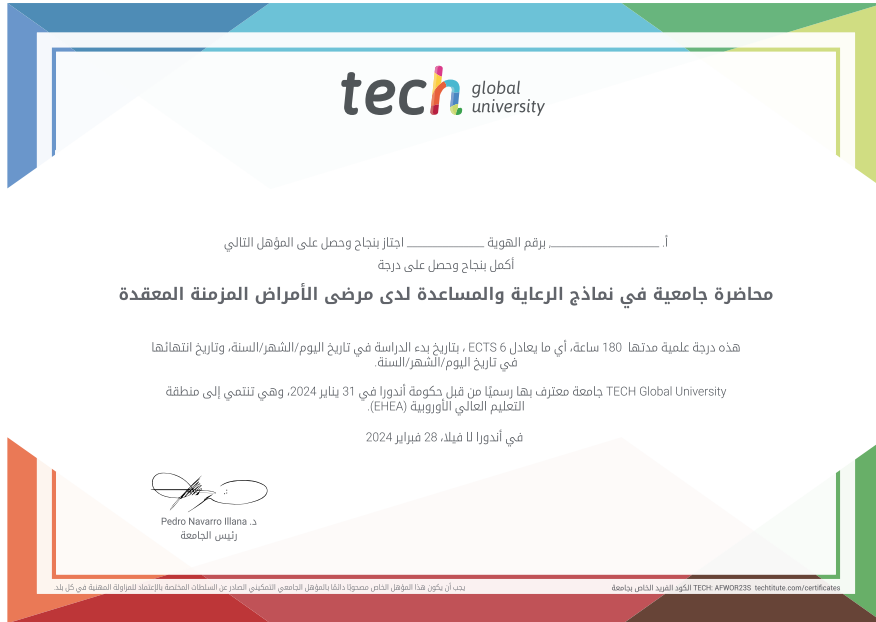 tech global
university
أ. ________________, برقم الهوية ____________ اجتاز بنجاح وحصل على المؤهل التالي
أكمل بنجاح وحصل على درجة
محاضرة جامعية في نماذج الرعاية والمساعدة لدى مرضى الأمراض المزمنة المعقدة
هذه درجة علمية مدتها 180 ساعة، أي ما يعادل 6 ECTS ، بتاريخ بدء الدراسة في تاريخ اليوم/الشهر/السنة، وتاريخ انتهائها
في تاريخ اليوم/الشهر/السنة.
TECH Global University جامعة معترف بها رسميًا من قبل حكومة أندورا في 31 يناير 2024، وهي تنتمي إلى منطقة
التعليم العالي الأوروبية (EHEA).
في أندورا لا فيلا، 28 فبراير 2024
د. Pedro Navarro Illana
رئيس الجامعة
يجب أن يكون هذا المؤهل الخاص مصحوبًا دائمًا بالمؤهل الجامعي التمكيني الصادر عن السلطات المختصة بالإعتماد للمزاولة المهنية في كل بلد.
الكود الفريد الخاص بجامعة TECH: AFWOR23S techtitute.com/certificates